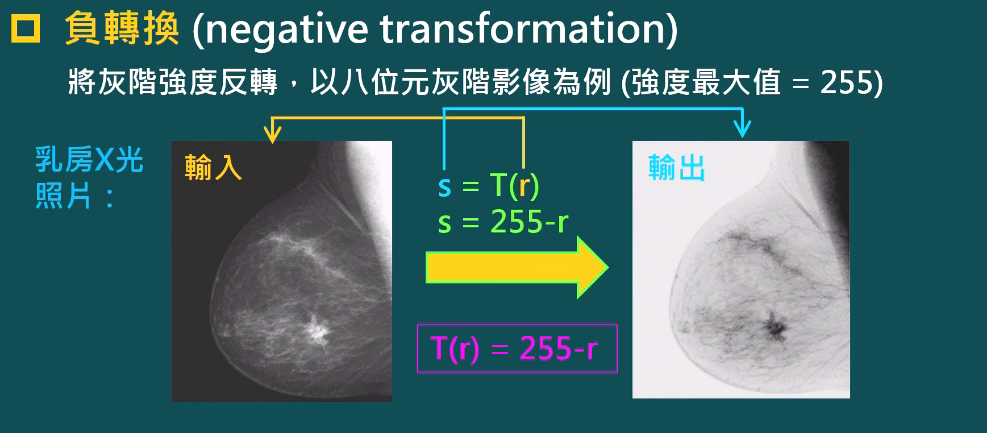 負轉換 (negative transformation)
將灰階強度反轉，以八位元灰階影像為例 (強度最大值 = 255)
乳房X光
照片：
輸入
s = T(r)
s = 255-r
T(r) = 255-r
輸出